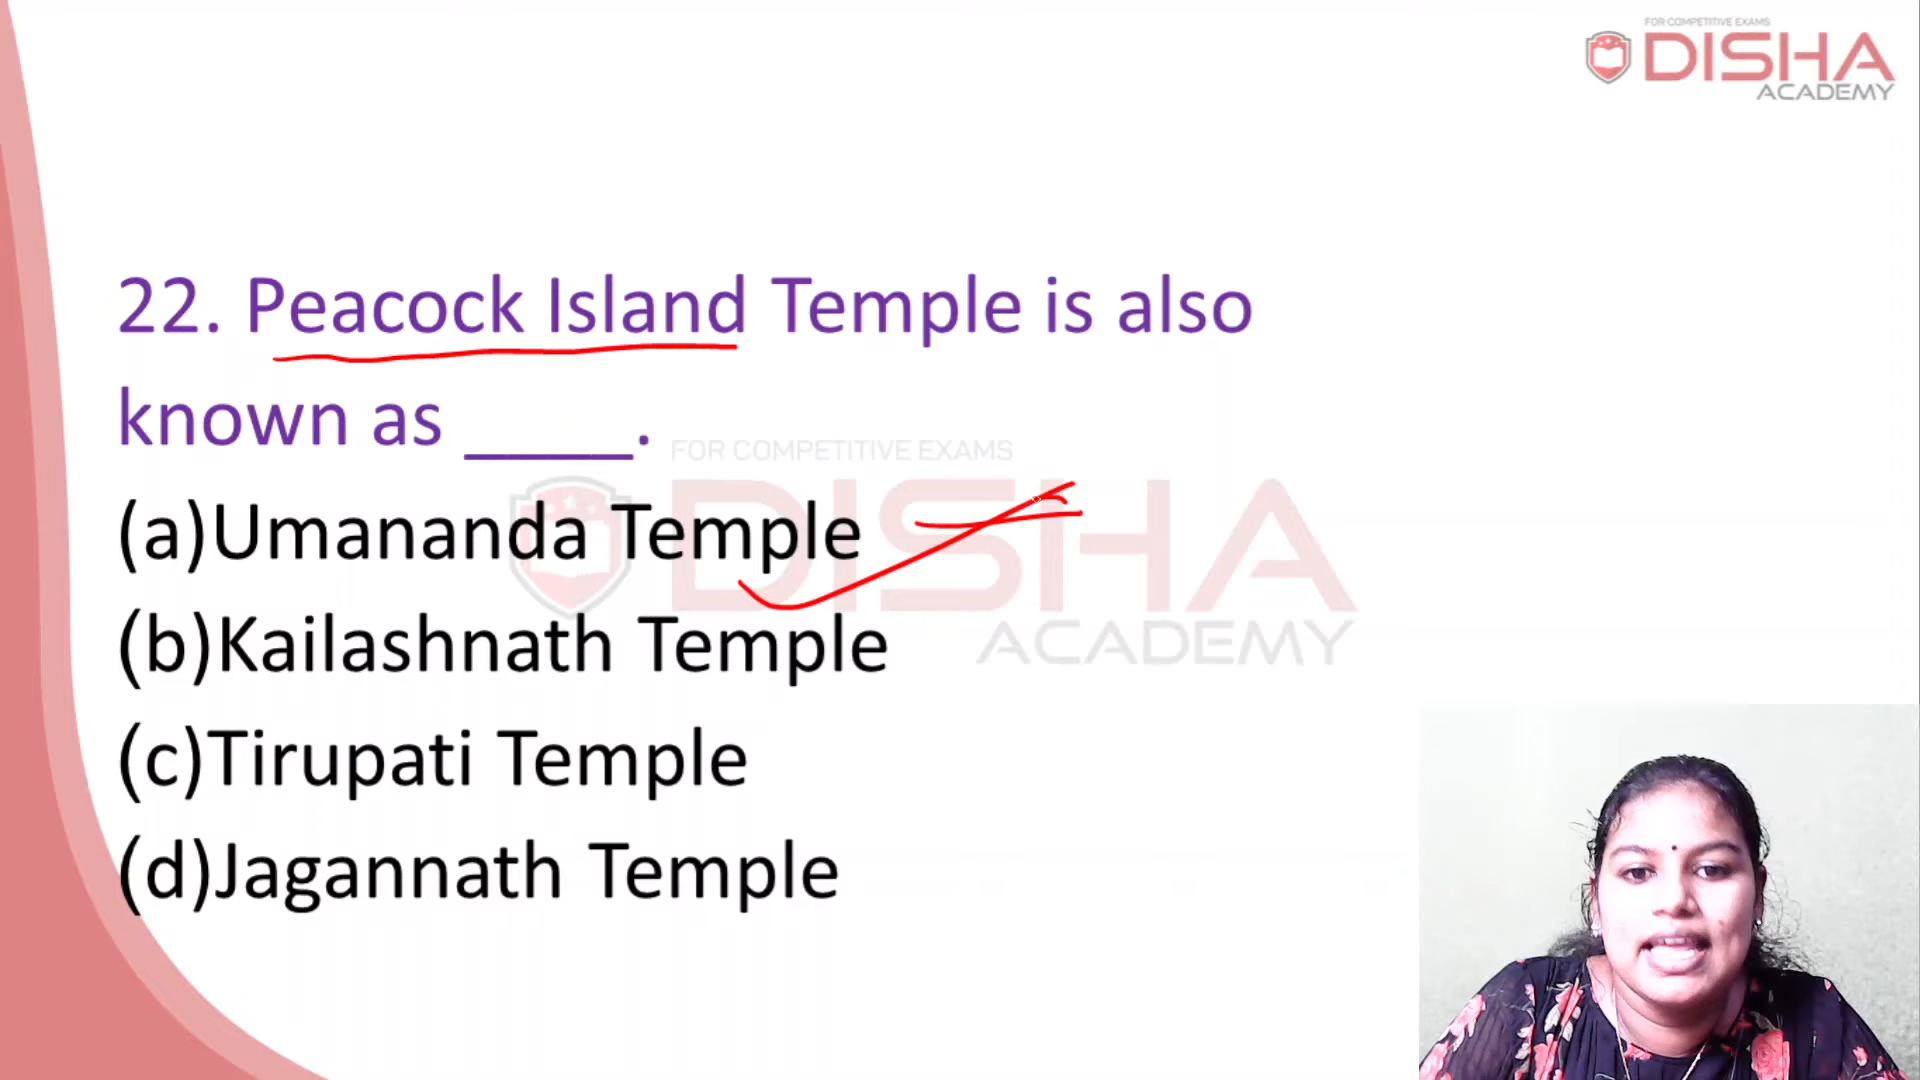 FOR COMPETITIVE EXAMS
DISHA
ACADEMY
22. Peacock Island Temple is also
known as ____.
FOR COMPETITIVE EXAMS
DISHA
ACADEMY
(a)Umananda Temple
(b)Kailashnath Temple
(c)Tirupati Temple
(d)Jagannath Temple